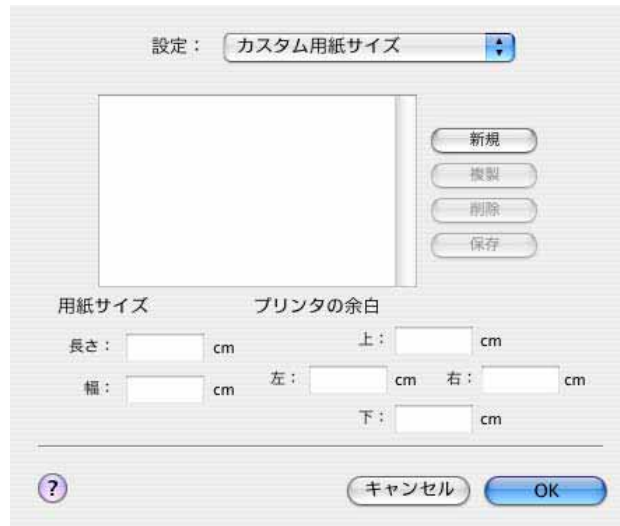 設定： カスタム用紙サイズ
新規
複製
削除
保存
用紙サイズ プリンタの余白
長さ： cm
幅： cm
上： cm
左： cm 右： cm
下： cm
? キャンセル OK